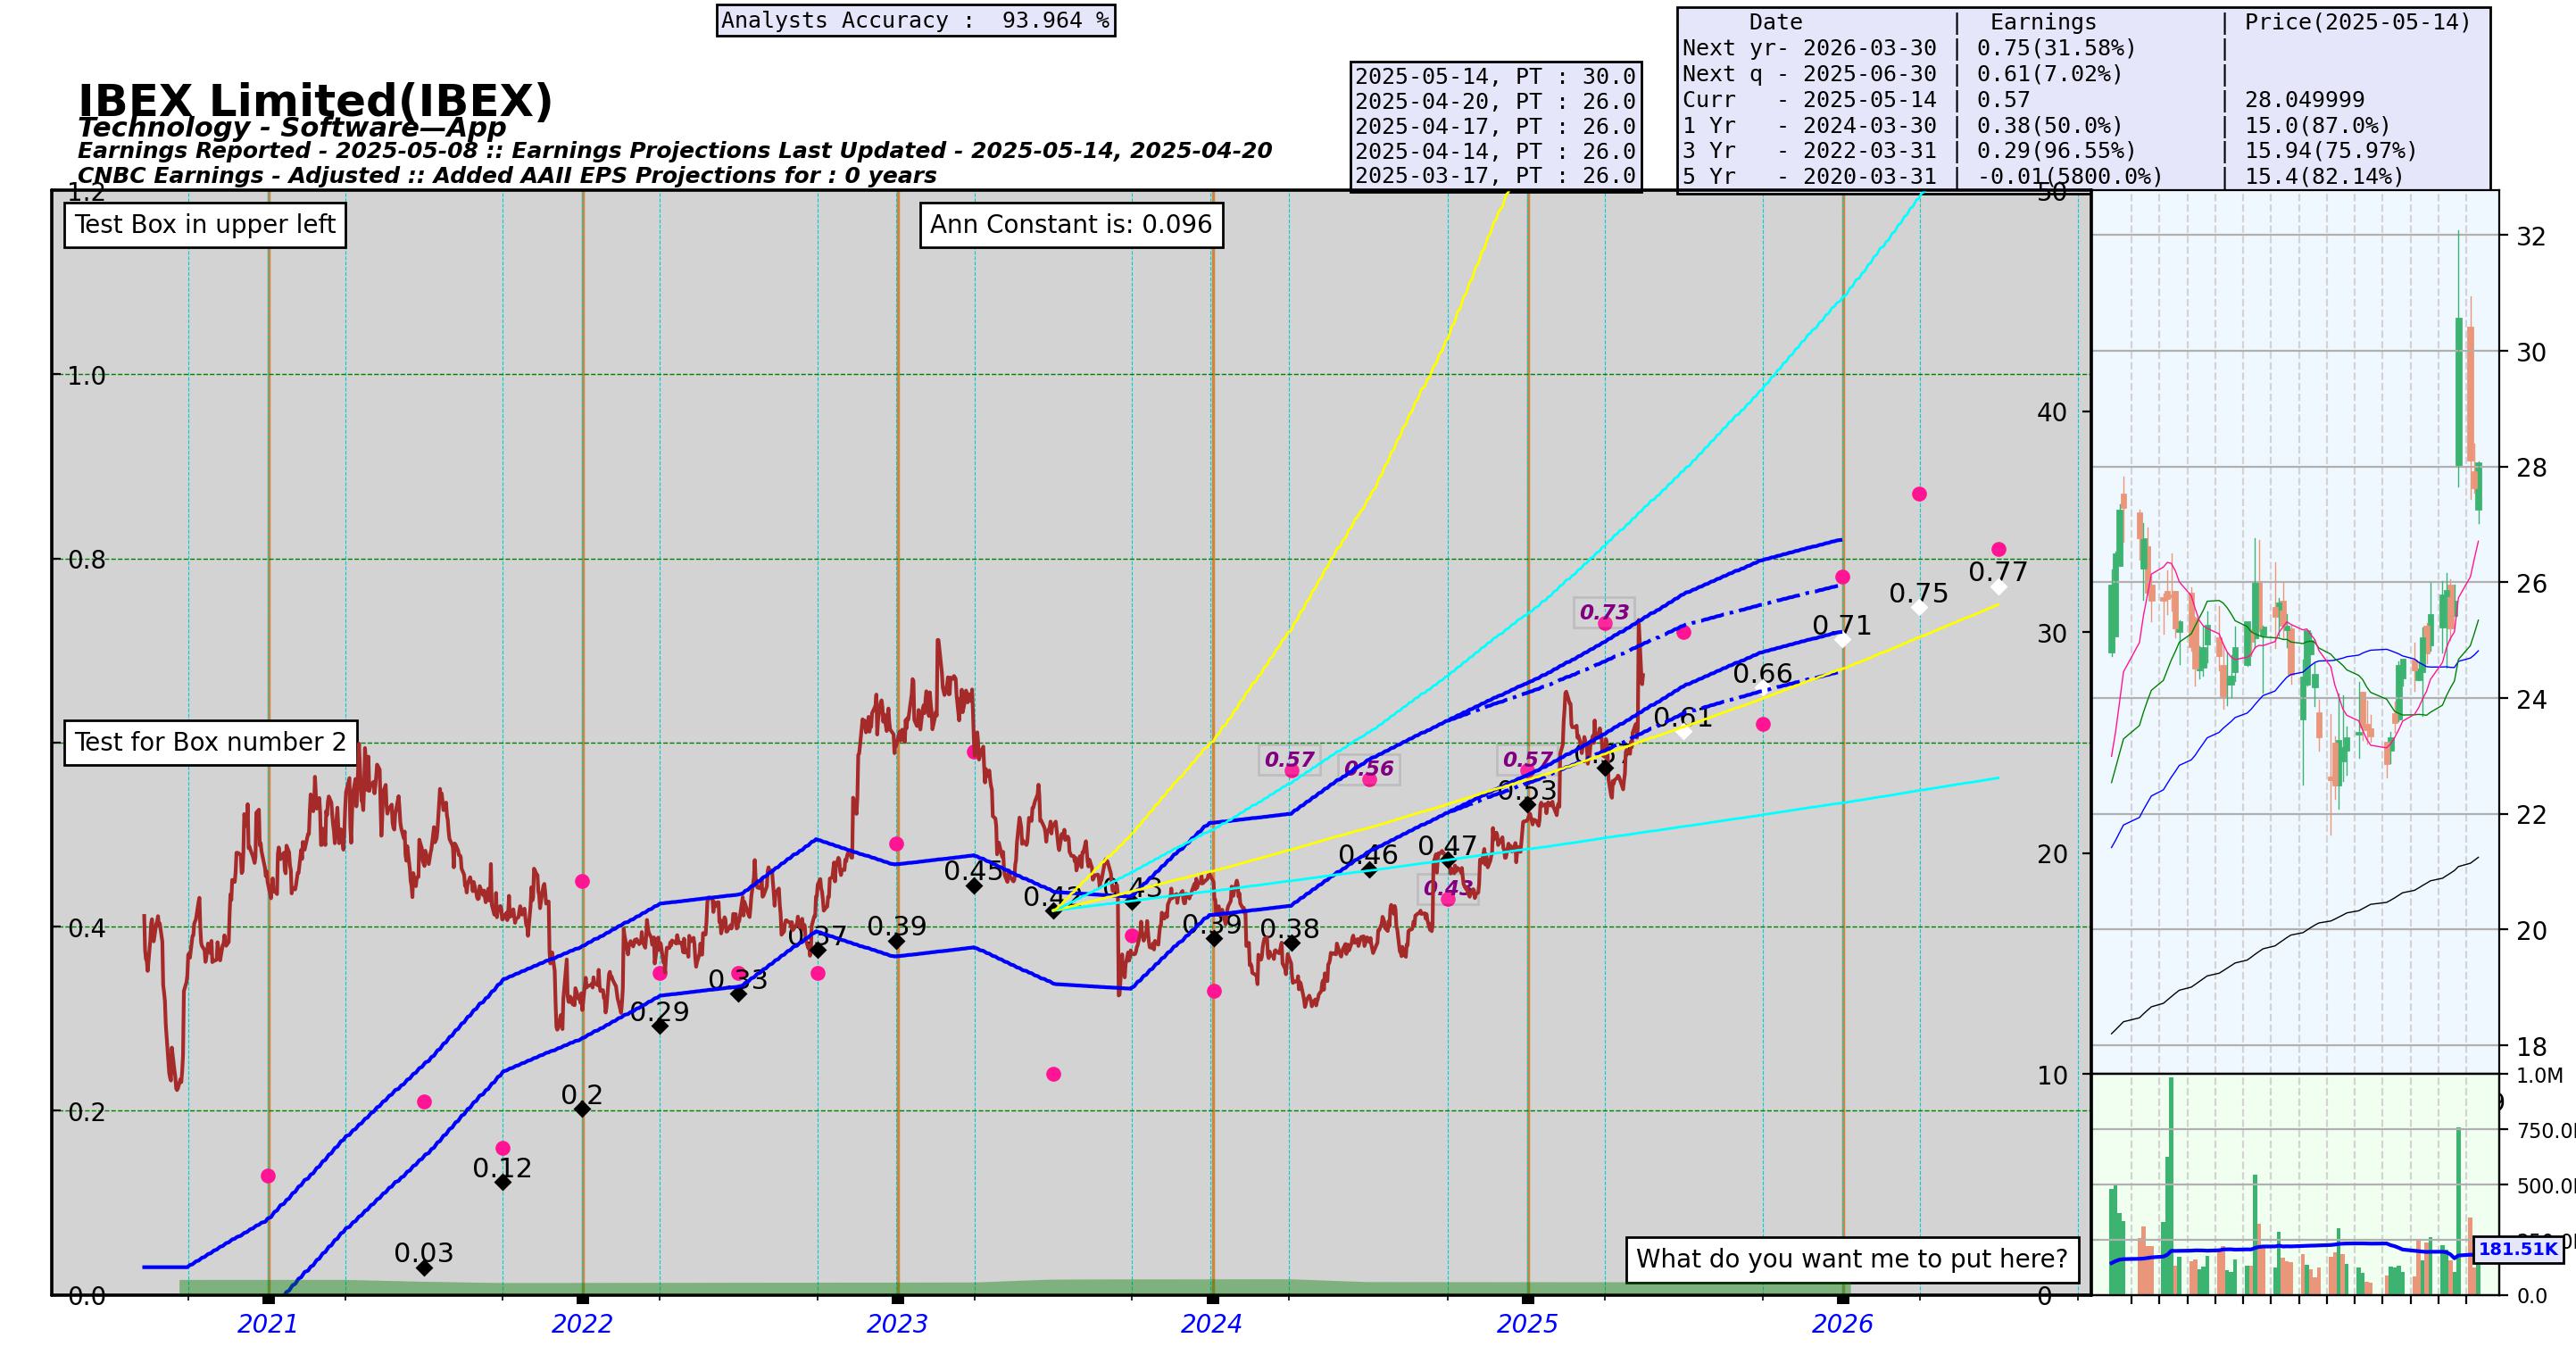 Analysts Accuracy :  93.964 %
Date | Earnings | Price(2025-05-14)
Next yr- 2026-03-30 | 0.75(31.58%) |
Next q - 2025-06-30 | 0.61(7.02%) |
Curr   - 2025-05-14 | 0.57 | 28.049999
1 Yr   - 2024-03-30 | 0.38(50.0%) | 15.0(87.0%)
3 Yr   - 2022-03-31 | 0.29(96.55%) | 15.94(75.97%)
5 Yr   - 2020-03-31 | -0.01(5800.0%) | 15.4(82.14%)
2025-05-14, PT : 30.0
2025-04-20, PT : 26.0
2025-04-17, PT : 26.0
2025-04-14, PT : 26.0
2025-03-17, PT : 26.0
IBEX Limited(IBEX)
Technology - Software—App
Earnings Reported - 2025-05-08 :: Earnings Projections Last Updated - 2025-05-14, 2025-04-20
CNBC Earnings - Adjusted :: Added AAII EPS Projections for : 0 years
1.2
50
Test Box in upper left
Ann Constant is: 0.096
32
30
1.0
40
28
0.8
26
0.77
0.75
0.73
0.71
30
0.66
24
0.61
Test for Box number 2
0.57
0.56
0.57
0.53
22
0.46
0.47
20
0.45
0.42
0.43
0.43
0.4
0.37
0.39
0.39
0.38
20
0.33
0.29
18
10
1.0M
0.2
0.2
0.12
750.0
500.0
0.03
What do you want me to put here?
181.51K
0.0
0
0.0
2021
2022
2023
2024
2025
2026